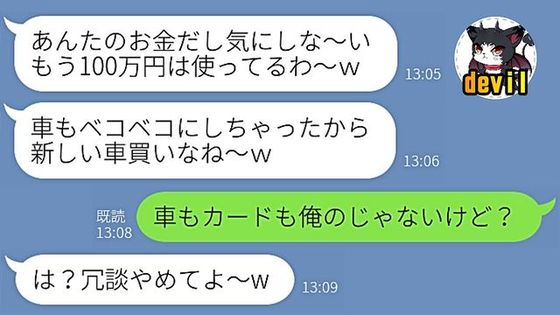 あんたのお金だし気にしな〜い
もう100万円は使ってるわ〜w
13:05
devil
車もベコベコにしちゃったから
新しい車買いなね〜w
13:06
既読
13:08
車もカードも俺のじゃないけど？
は？冗談やめてよ〜w
13:09